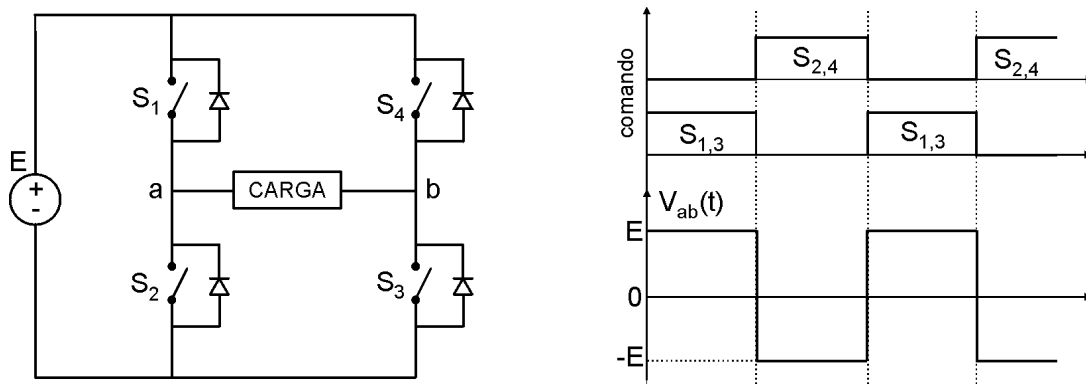 S1
S4
E
+
-
a
CARGA
b
S2
S3
comando
S2,4
S2,4
S1,3
S1,3
Vab(t)
E
0
-E